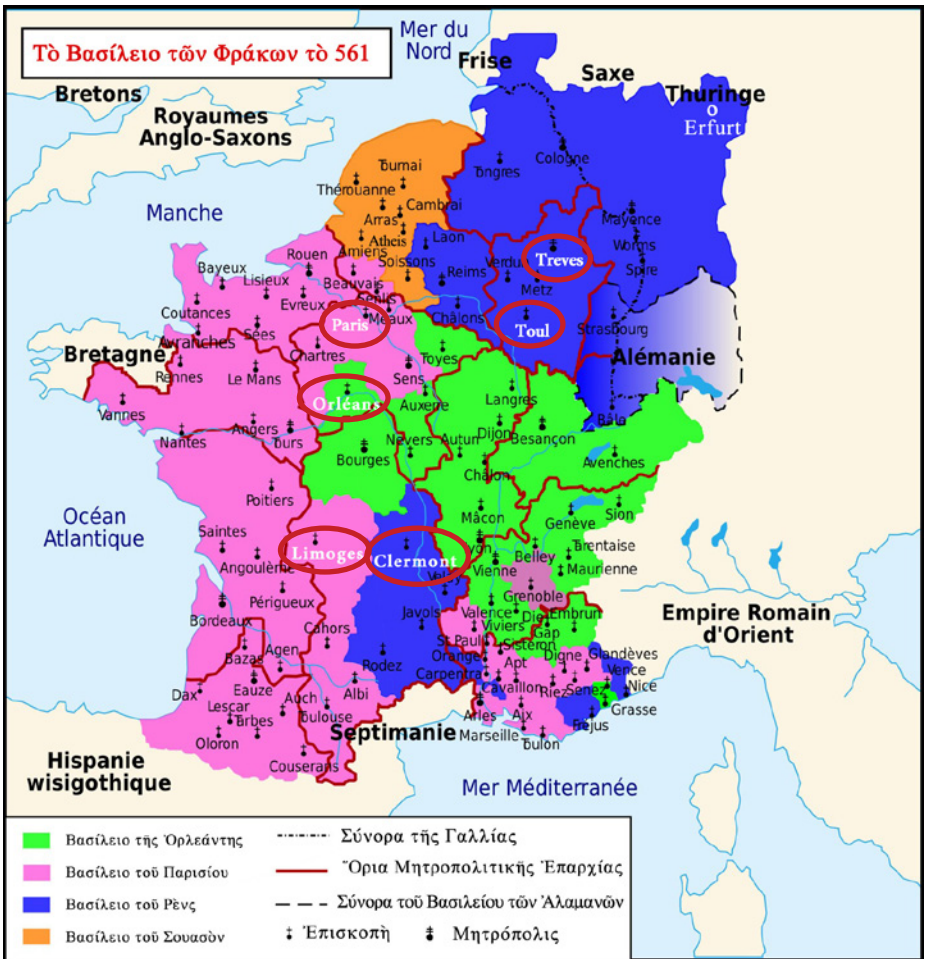 Τὸ Βασίλειο τῶν Φράκων τὸ 561
Mer du
Nord
Frise
Saxe
Thuringe
Erfurt
Bretons
Royaumes
Anglo-Saxons
Manche
Tournai
Thérouanne
Cambrai
Arras
Atheis
Amiens
Soissons
Laon
Tongres
Cologne
Mayence
Worms
Spire
Verdun
Treves
Metz
Toul
Reims
Châlons
Strasbourg
Alémanie
Bâle
Rouen
Bayeux
Lisieux
Beauvais
Senlis
Evreux
Coutances
Paris
Meaux
Avranches
Sées
Chartres
Toyes
Bretagne
Rennes
Le Mans
Sens
Orléans
Auxene
Langres
Vannes
Nantes
Angers
Tours
Bourges
Nevers
Autun
Dijon
Besançon
Châlon
Avenches
Poitiers
Océan
Atlantique
Saintes
Angoulème
Limoges
Clermont
Mâcon
Genève
Sion
Lyon
Belley
Tarentaise
Vienne
Maurienne
Velay
Grenoble
Périgueux
Bordeaux
Javols
Valence
Viviers
Die
Gap
Embrun
Empire Romain
d'Orient
Cahors
St Paul
Sisteron
Bazas
Agen
Rodez
Orange
Carpentra
Apt
Digne
Glandèves
Vence
Nice
Dax
Eauze
Auch
Albi
Cavaillon
Riez
Senez
Grasse
Lescar
Tarbes
Toulouse
Arles
Aix
Frejus
Oloron
Septimanie
Marseille
Toulon
Couserans
Hispanie
wisigothique
Mer Méditerranée
Βασίλειο τῆς Ὀρλεάντης
Σύνορα τῆς Γαλλίας
Βασίλειο τοῦ Παρισίου
Ὅρια Μητροπολιτικῆς Ἐπαρχίας
Βασίλειο τοῦ Ρὲνς
Σύνορα τοῦ Βασιλείου τῶν Ἀλαμανῶν
Βασίλειο τοῦ Σουασὸν
Ἐπισκοπὴ
Μητρόπολις